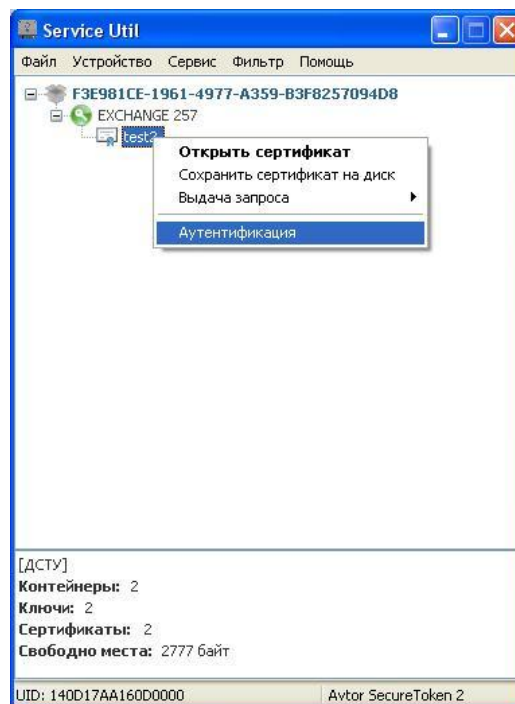 Service Util
Файл Устройство Сервис Фильтр Помощь
F3E981CE-1961-4977-A359-B3F8257094D8
EXCHANGE 257
test2
Открыть сертификат
Сохранить сертификат на диск
Выдача запроса
Аутентификация
[ДСТУ]
Контейнеры: 2
Ключи: 2
Сертификаты: 2
Свободно места: 2777 байт
UID: 140D17AA160D0000 Avtor SecureToken 2